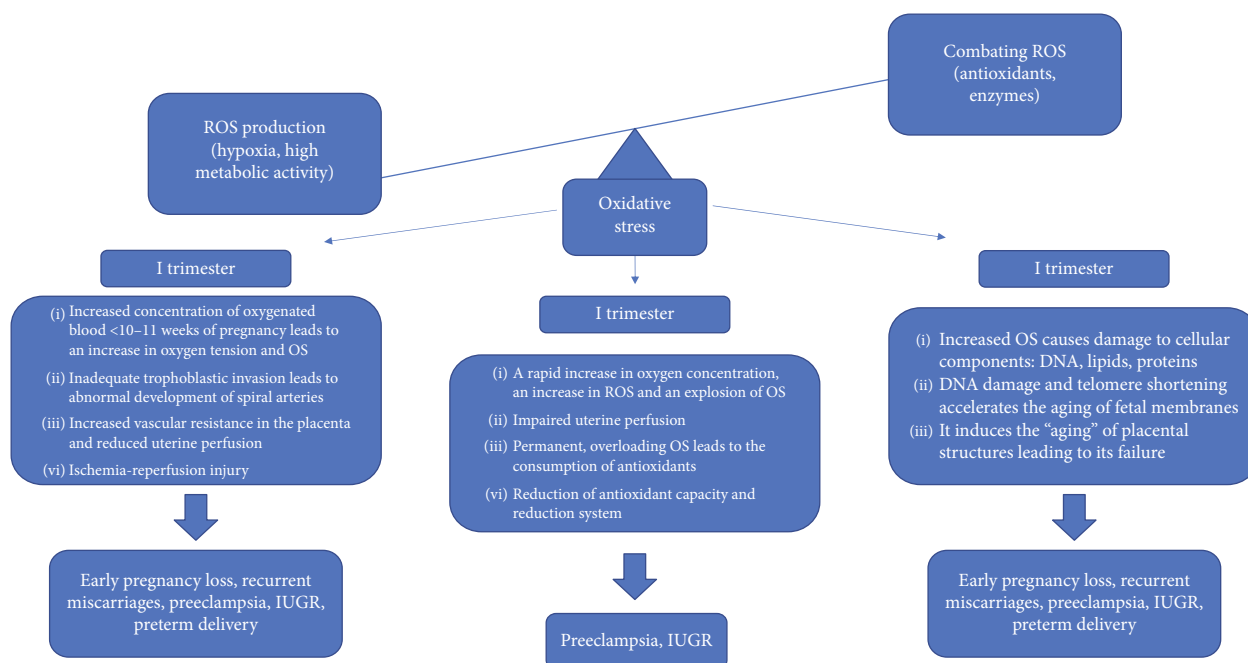 Combating ROS
(antioxidants,
enzymes)
ROS production
(hypoxia, high
metabolic activity)
Oxidative
stress
I trimester
(i) Increased concentration of oxygenated
blood <10–11 weeks of pregnancy leads to
an increase in oxygen tension and OS
(ii) Inadequate trophoblastic invasion leads to
abnormal development of spiral arteries
(iii) Increased vascular resistance in the placenta
and reduced uterine perfusion
(vi) Ischemia-reperfusion injury
Early pregnancy loss, recurrent
miscarriages, preeclampsia, IUGR,
preterm delivery
I trimester
(i) A rapid increase in oxygen concentration,
an increase in ROS and an explosion of OS
(ii) Impaired uterine perfusion
(iii) Permanent, overloading OS leads to the
consumption of antioxidants
(vi) Reduction of antioxidant capacity and
reduction system
Preeclampsia, IUGR
I trimester
(i) Increased OS causes damage to cellular
components: DNA, lipids, proteins
(ii) DNA damage and telomere shortening
accelerates the aging of fetal membranes
(iii) It induces the “aging” of placental
structures leading to its failure
Early pregnancy loss, recurrent
miscarriages, preeclampsia, IUGR,
preterm delivery